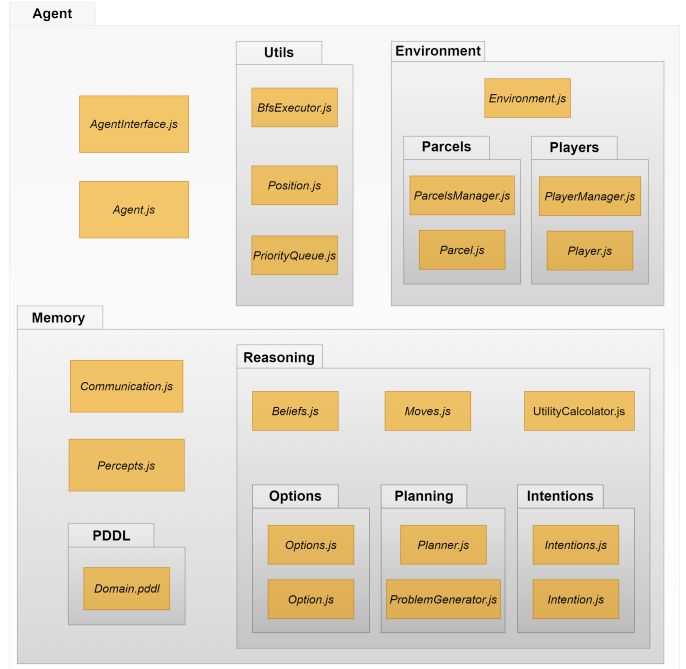 Agent
AgentInterface.js
Agent.js
Utils
BfsExecutor.js
Position.js
PriorityQueue.js
Environment
Environment.js
Parcels
ParcelsManager.js
Parcel.js
Players
PlayerManager.js
Player.js
Memory
Communication.js
Percepts.js
PDDL
Domain.pddl
Reasoning
Beliefs.js
Moves.js
UtilityCalcolator.js
Options
Options.js
Option.js
Planning
Planner.js
ProblemGenerator.js
Intentions
Intentions.js
Intention.js